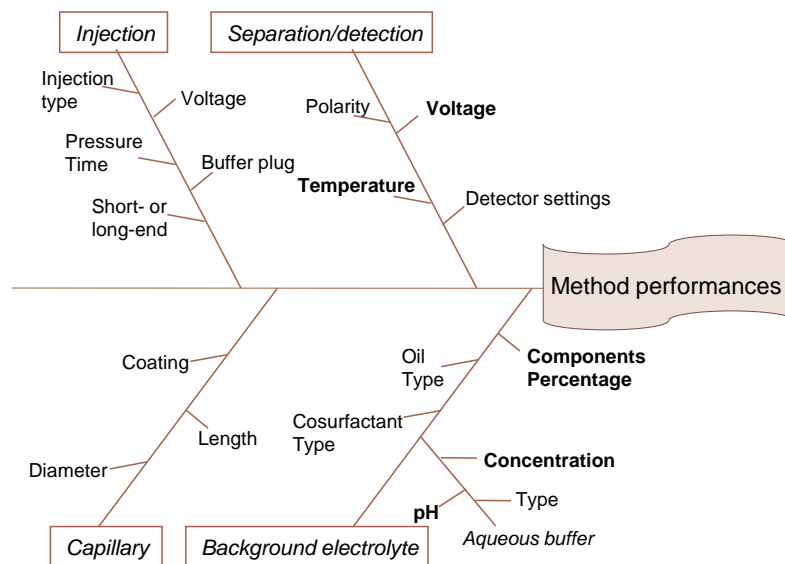 Injection
Separation/detection
Injection
type
Voltage
Polarity
Voltage
Pressure
Time
Buffer plug
Temperature
Detector settings
Short- or
long-end
Method performances
Coating
Oil
Type
Components
Percentage
Length
Cosurfactant
Type
Diameter
Concentration
pH
Type
Capillary
Background electrolyte
Aqueous buffer